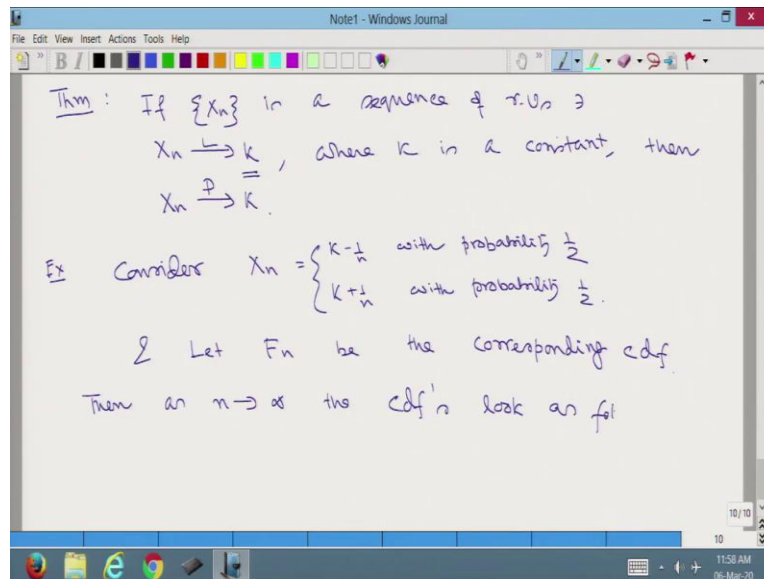 Note1 - Windows Journal
File Edit View Insert Actions Tools Help
B I
Thm : If {Xn} is a sequence of r.vs ∋
Xn L→ K , where K is a constant, then
Xn P→ K.
Ex Consider Xn = { K - 1/n with probability 1/2
K + 1/n with probability 1/2.
& Let Fn be the corresponding cdf.
Then as n → ∞ the cdf's look as fol
10/10
10
11:58 AM
06-Mar-20